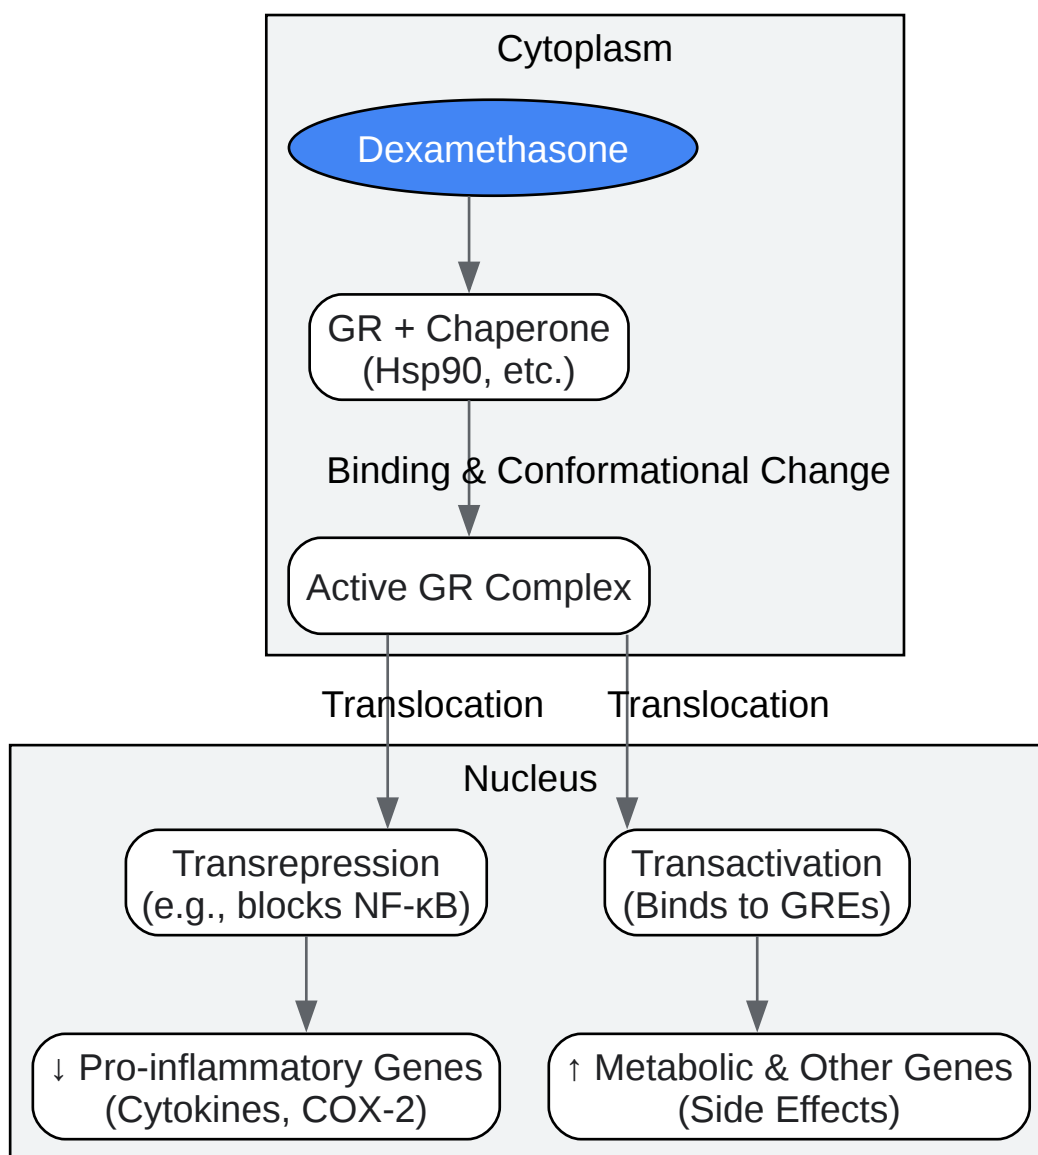 Cytoplasm
Dexamethasone
GR + Chaperone
(Hsp90, etc.)
Binding & Conformational Change
Active GR Complex
Translocation
Translocation
Nucleus
Transrepression
(e.g., blocks NF-κB)
Transactivation
(Binds to GREs)
↓ Pro-inflammatory Genes
(Cytokines, COX-2)
↑ Metabolic & Other Genes
(Side Effects)